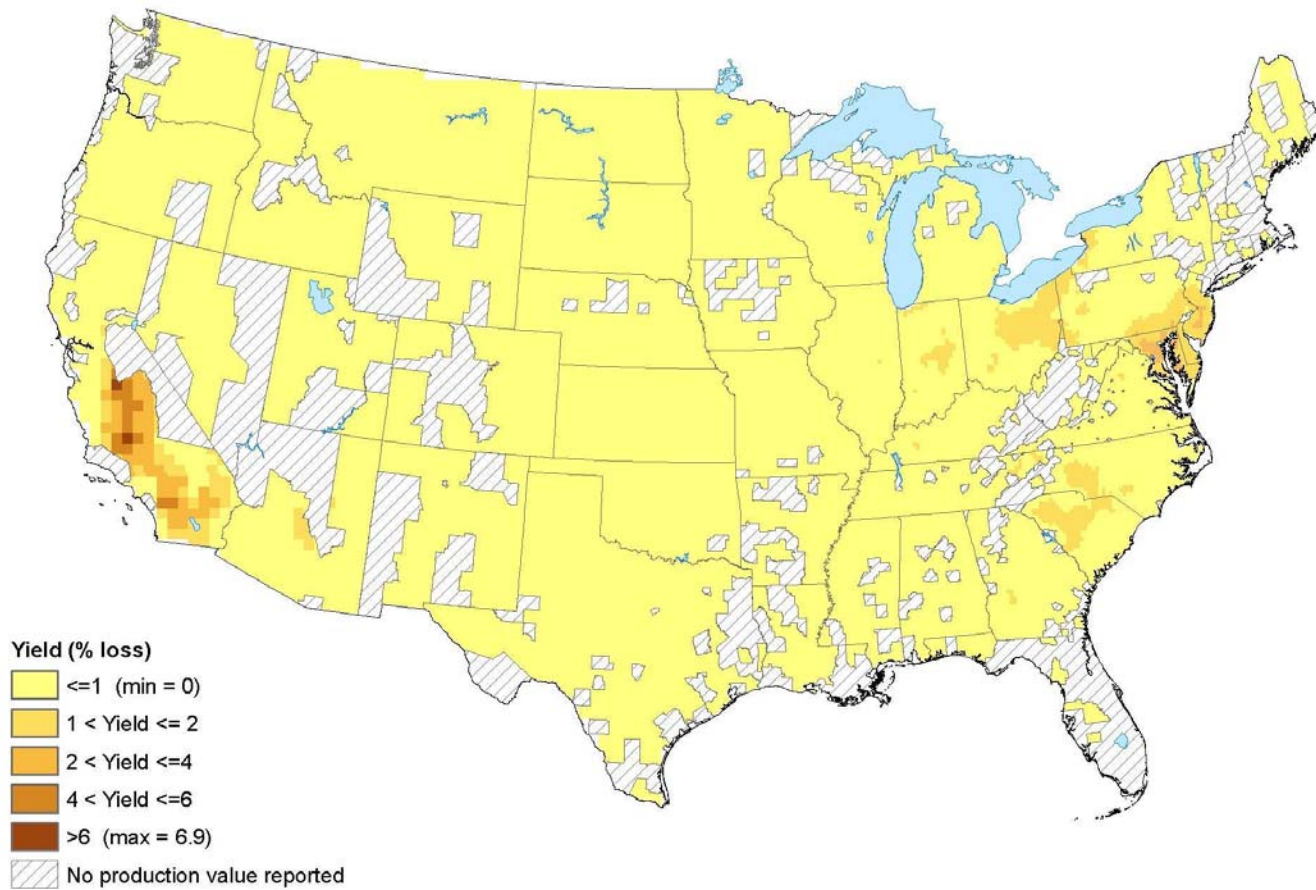 Yield (% loss)
<=1 (min = 0)
1 < Yield <= 2
2 < Yield <=4
4 < Yield <=6
>6 (max = 6.9)
No production value reported